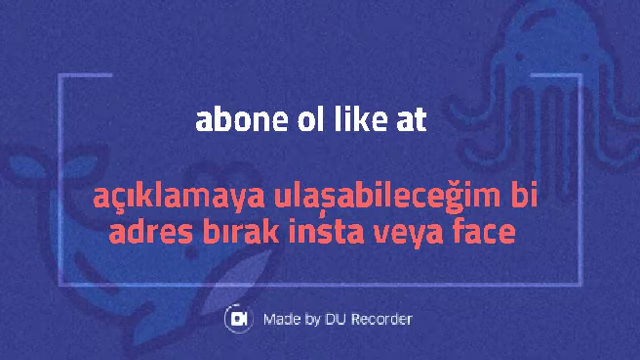 abone ol like at
açıklamaya ulaşabileceğim bi
adres bırak insta veya face
Made by DU Recorder